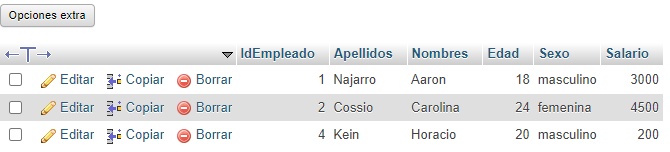 Opciones extra
IdEmpleado Apellidos Nombres Edad Sexo Salario
Editar Copiar Borrar 1 Najarro Aaron 18 masculino 3000
Editar Copiar Borrar 2 Cossio Carolina 24 femenina 4500
Editar Copiar Borrar 4 Kein Horacio 20 masculino 200